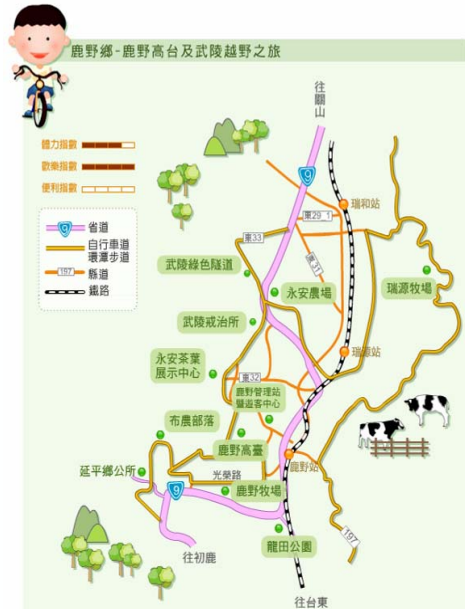 鹿野鄉-鹿野高台及武陵越野之旅
往關山
體力指數
歡樂指數
便利指數
9
9
省道
自行車道
環潭步道
197
縣道
鐵路
瑞和站
東29_1
東33
東31
武陵綠色隧道
永安農場
瑞源牧場
武陵戒治所
瑞源站
永安茶葉
展示中心
東32
鹿野管理站
暨遊客中心
布農部落
鹿野高臺
鹿野站
延平鄉公所
光榮路
9
鹿野牧場
龍田公園
197
往初鹿
往台東